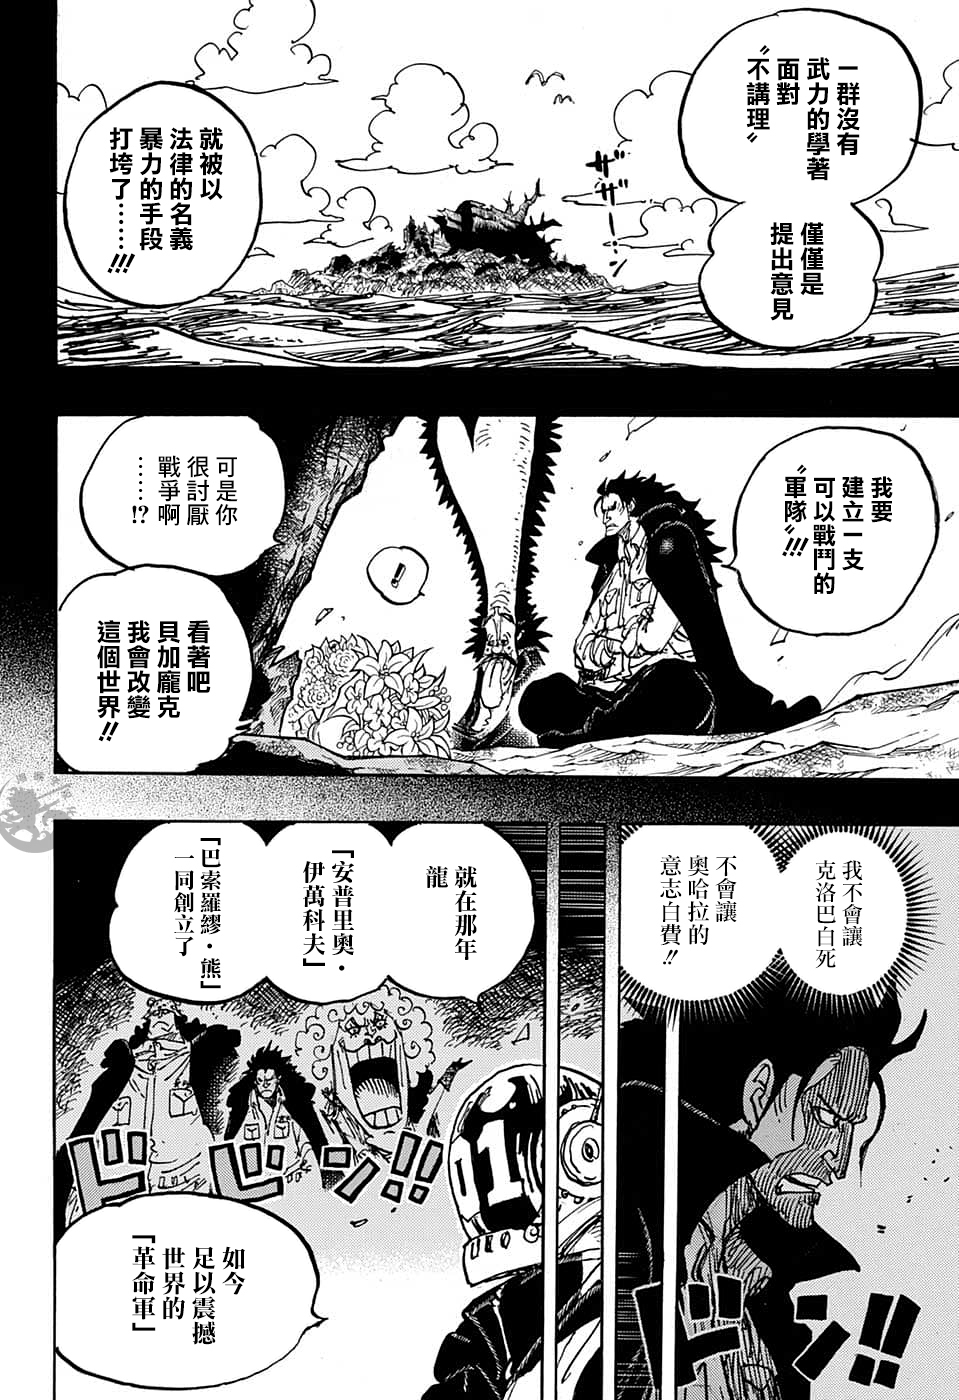 一群沒有
武力的學著
面對
〝不講理〞
僅僅是
提出意見
就被以
法律的名義
暴力的手段
打垮了……!!!
我要
建立一支
可以戰鬥的
〝軍隊〞!!!
可是你
很討厭
戰爭啊
……!?
!
看著吧
貝加龐克
我會改變
這個世界!!
我不會讓
克洛巴白死
不會讓
奧哈拉的
意志白費!!
ドドン!!
就在那年
龍
「安普里奧·
伊萬科夫」
「巴索羅繆·熊」
一同創立了
ドドン!!
01
如今
足以震撼
世界的
「革命軍」